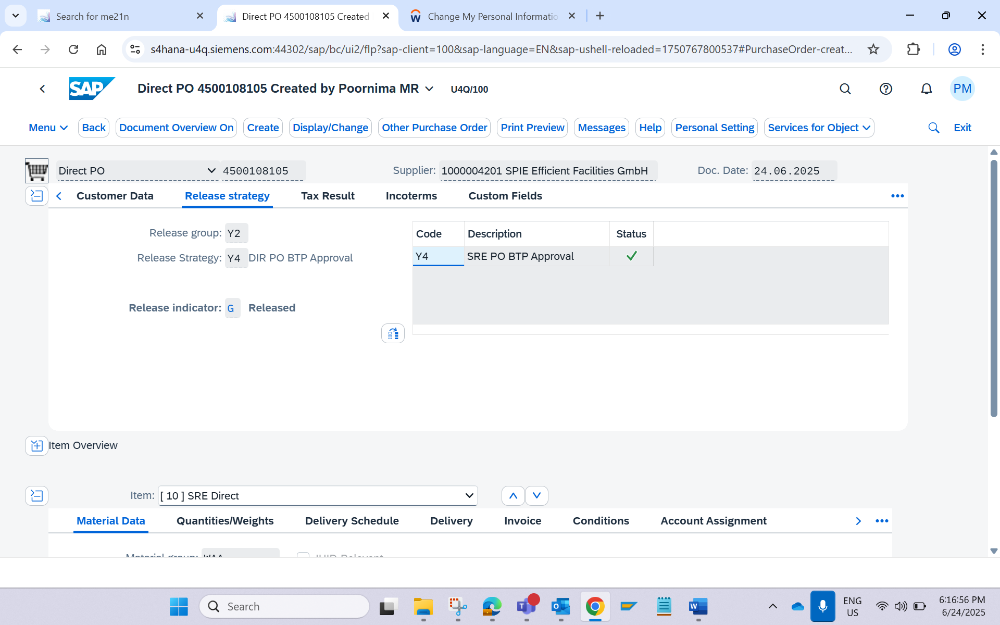 Search for me21n
Direct PO 4500108105 Created
Change My Personal Informatio
s4hana-u4q.siemens.com:44302/sap/bc/ui2/flp?sap-client=100&sap-language=EN&sap-ushell-reloaded=1750767800537#PurchaseOrder-creat...
SAP Direct PO 4500108105 Created by Poornima MR U4Q/100 PM
Menu Back Document Overview On Create Display/Change Other Purchase Order Print Preview Messages Help Personal Setting Services for Object Exit
Direct PO 4500108105 Supplier: 1000004201 SPIE Efficient Facilities GmbH Doc. Date: 24.06.2025
Customer Data Release strategy Tax Result Incoterms Custom Fields
Release group: Y2
Release Strategy: Y4 DIR PO BTP Approval
Release indicator: G Released
Code Description Status
Y4 SRE PO BTP Approval
Item Overview
Item: [ 10 ] SRE Direct
Material Data Quantities/Weights Delivery Schedule Delivery Invoice Conditions Account Assignment
Material group: WAA
Search
ENG
US
6:16:56 PM
6/24/2025